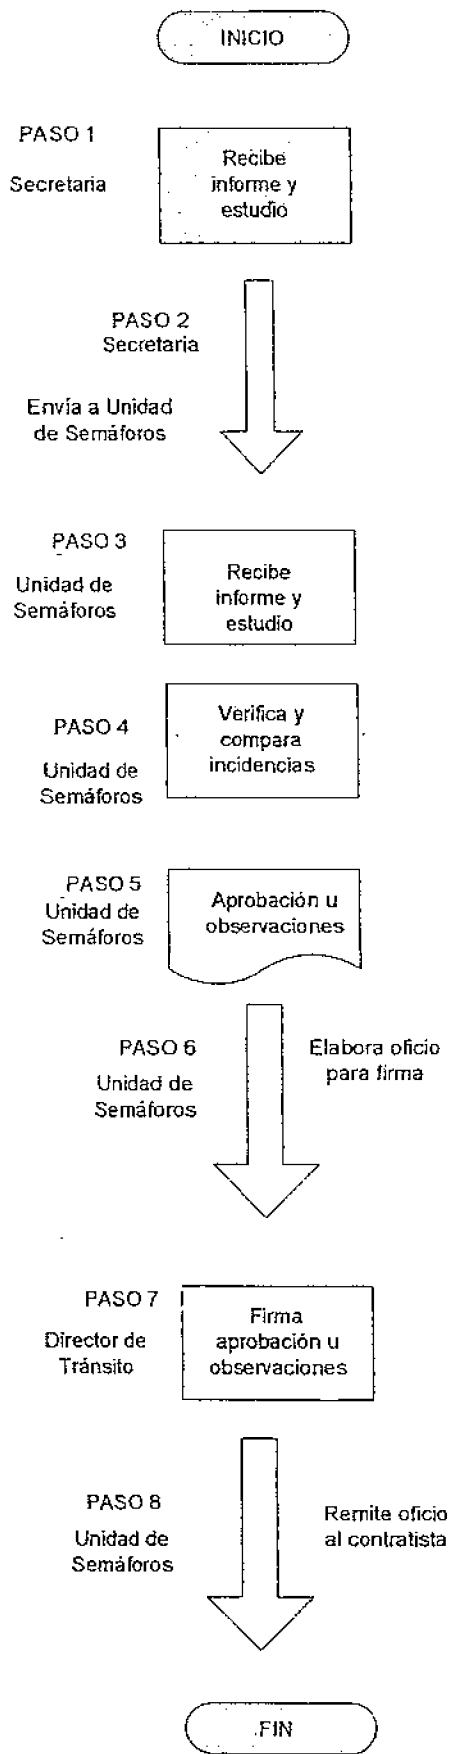 INICIO
PASO 1
Secretaria
Recibe
informe y
estudio
PASO 2
Secretaria
Envía a Unidad
de Semáforos
PASO 3
Unidad de
Semáforos
Recibe
informe y
estudio
PASO 4
Unidad de
Semáforos
Verifica y
compara
incidencias
PASO 5
Unidad de
Semáforos
Aprobación u
observaciones
PASO 6
Unidad de
Semáforos
Elabora oficio
para firma
PASO 7
Director de
Tránsito
Firma
aprobación u
observaciones
PASO 8
Unidad de
Semáforos
Remite oficio
al contratista
FIN